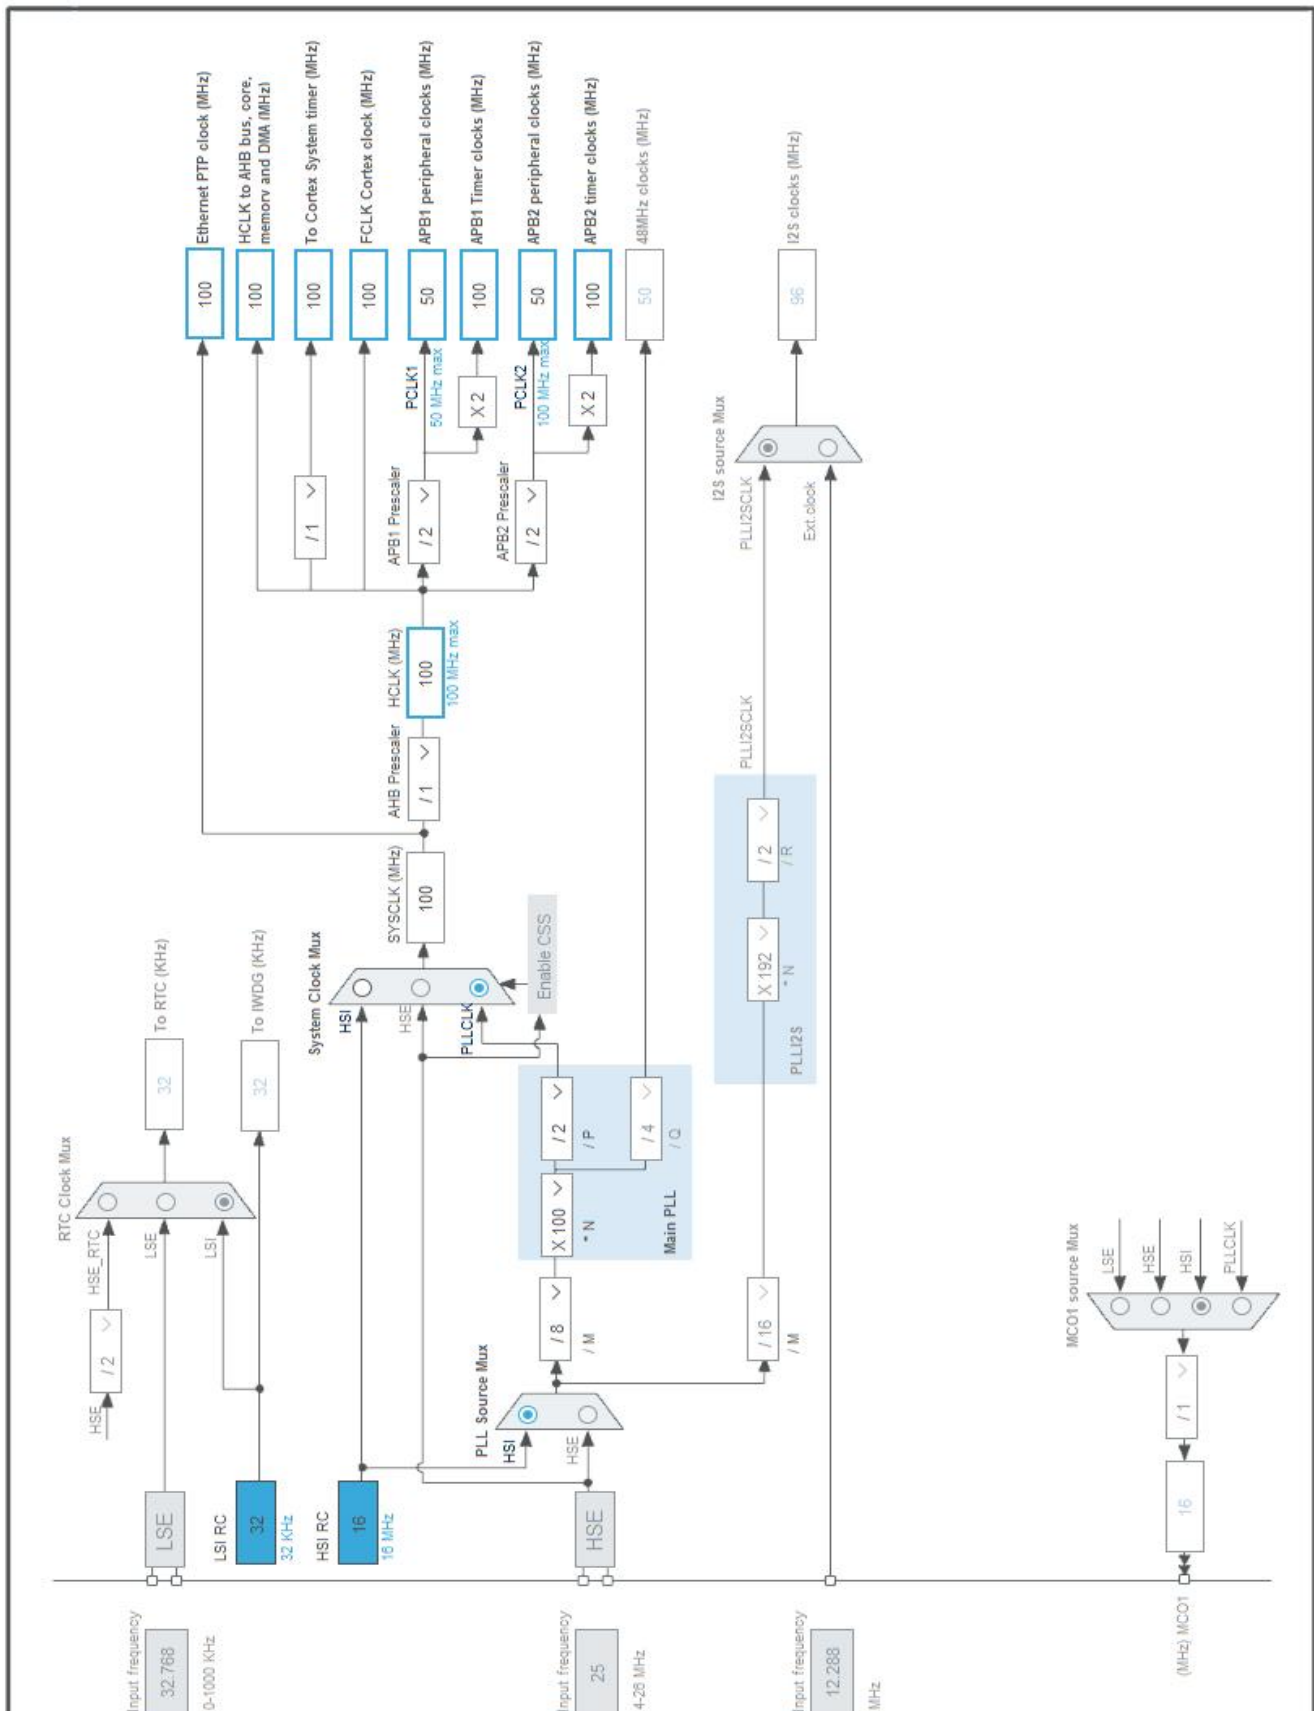 Input frequency
32.768
0-1000 KHz
LSE
HSE
/ 2
HSE_RTC
LSE
LSI
RTC Clock Mux
32
To RTC (KHz)
LSI RC
32
32 KHz
32
To IWDG (KHz)
HSI RC
16
16 MHz
System Clock Mux
HSI
HSE
PLLCLK
Enable CSS
SYSCLK (MHz)
100
AHB Prescaler
/ 1
HCLK (MHz)
100
100 MHz max
100
Ethernet PTP clock (MHz)
100
HCLK to AHB bus, core,
memory and DMA (MHz)
/ 1
100
To Cortex System timer (MHz)
100
FCLK Cortex clock (MHz)
APB1 Prescaler
/ 2
PCLK1
50 MHz max
50
APB1 peripheral clocks (MHz)
X 2
100
APB1 Timer clocks (MHz)
APB2 Prescaler
/ 2
PCLK2
100 MHz max
50
APB2 peripheral clocks (MHz)
X 2
100
APB2 timer clocks (MHz)
50
48MHz clocks (MHz)
Input frequency
25
4-26 MHz
HSE
PLL Source Mux
HSI
HSE
/ 8
/ M
X 100
* N
/ 2
/ P
/ 4
/ Q
Main PLL
/ 16
/ M
X 192
* N
/ 2
/ R
PLLI2S
PLLI2SCLK
PLLI2SCLK
Ext.clock
I2S source Mux
96
I2S clocks (MHz)
Input frequency
12.288
MHz
MCO1 source Mux
LSE
HSE
HSI
PLLCLK
/ 1
16
(MHz) MCO1